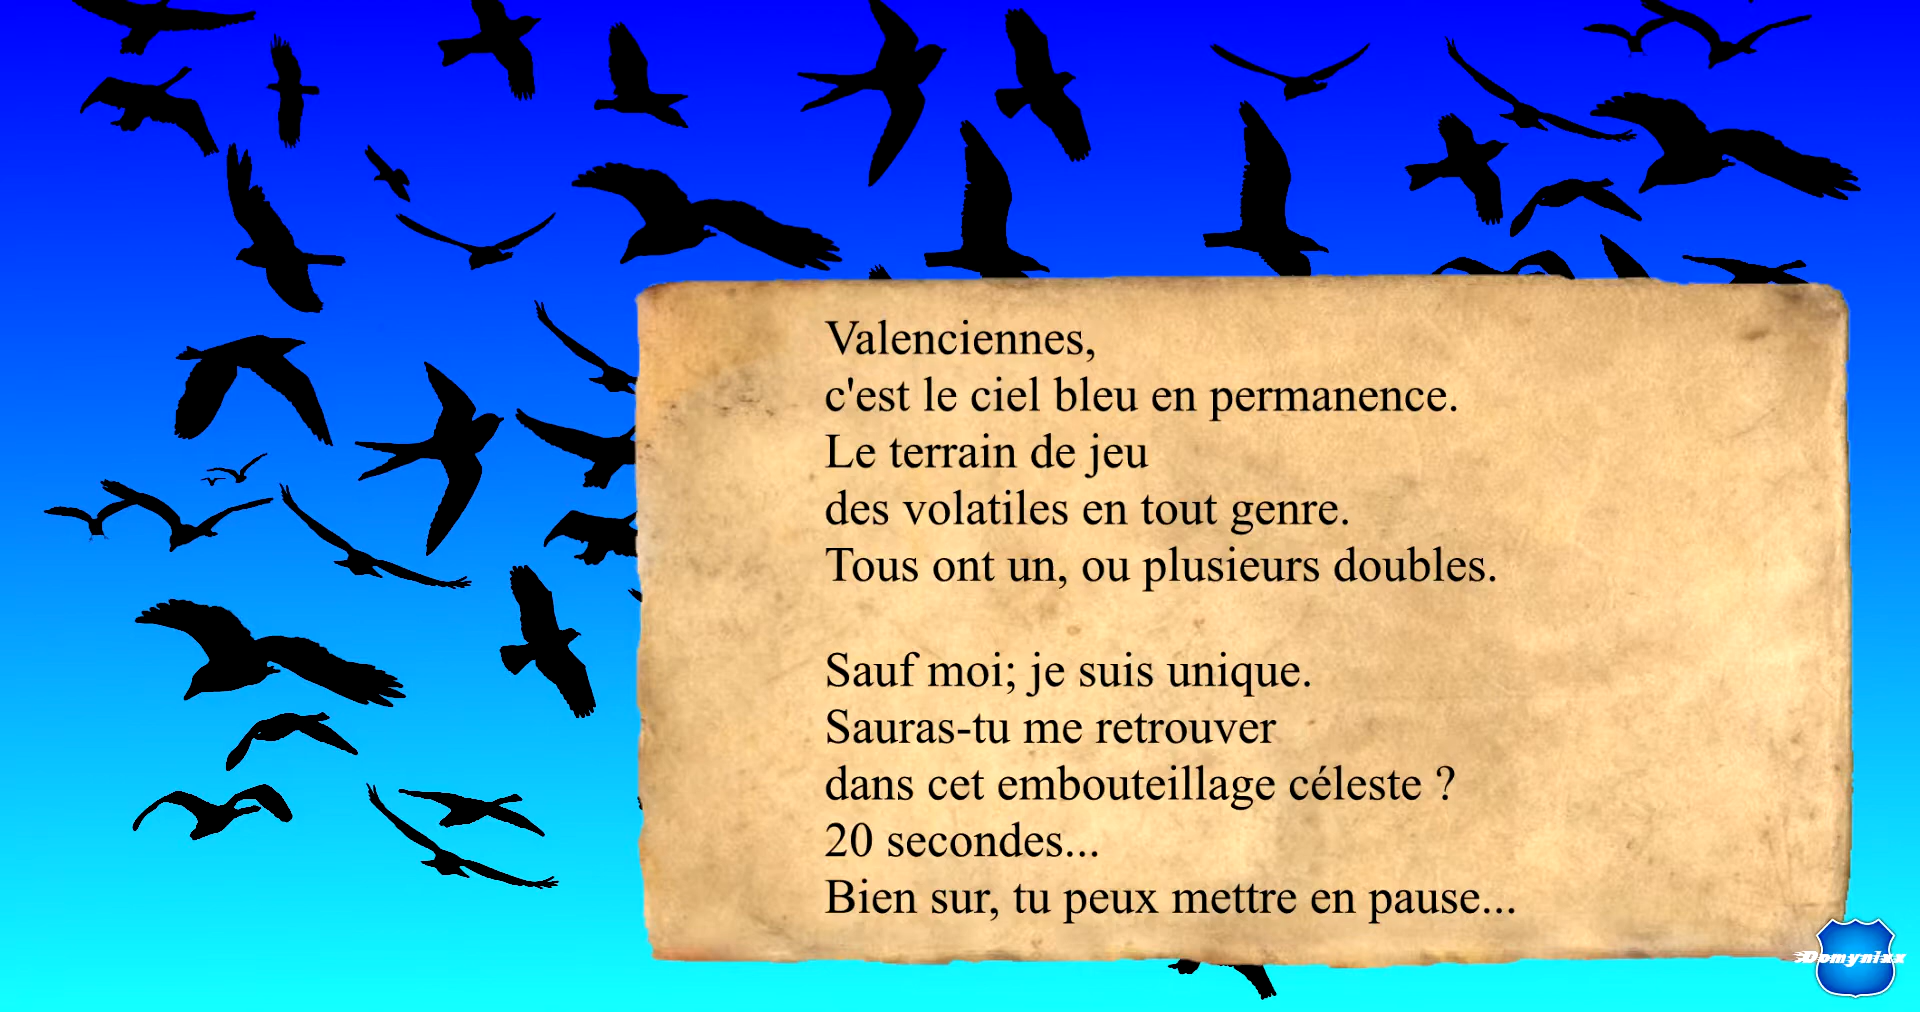 Valenciennes,
c'est le ciel bleu en permanence.
Le terrain de jeu
des volatiles en tout genre.
Tous ont un, ou plusieurs doubles.
Sauf moi; je suis unique.
Sauras-tu me retrouver
dans cet embouteillage céleste ?
20 secondes...
Bien sur, tu peux mettre en pause...
Domynixx